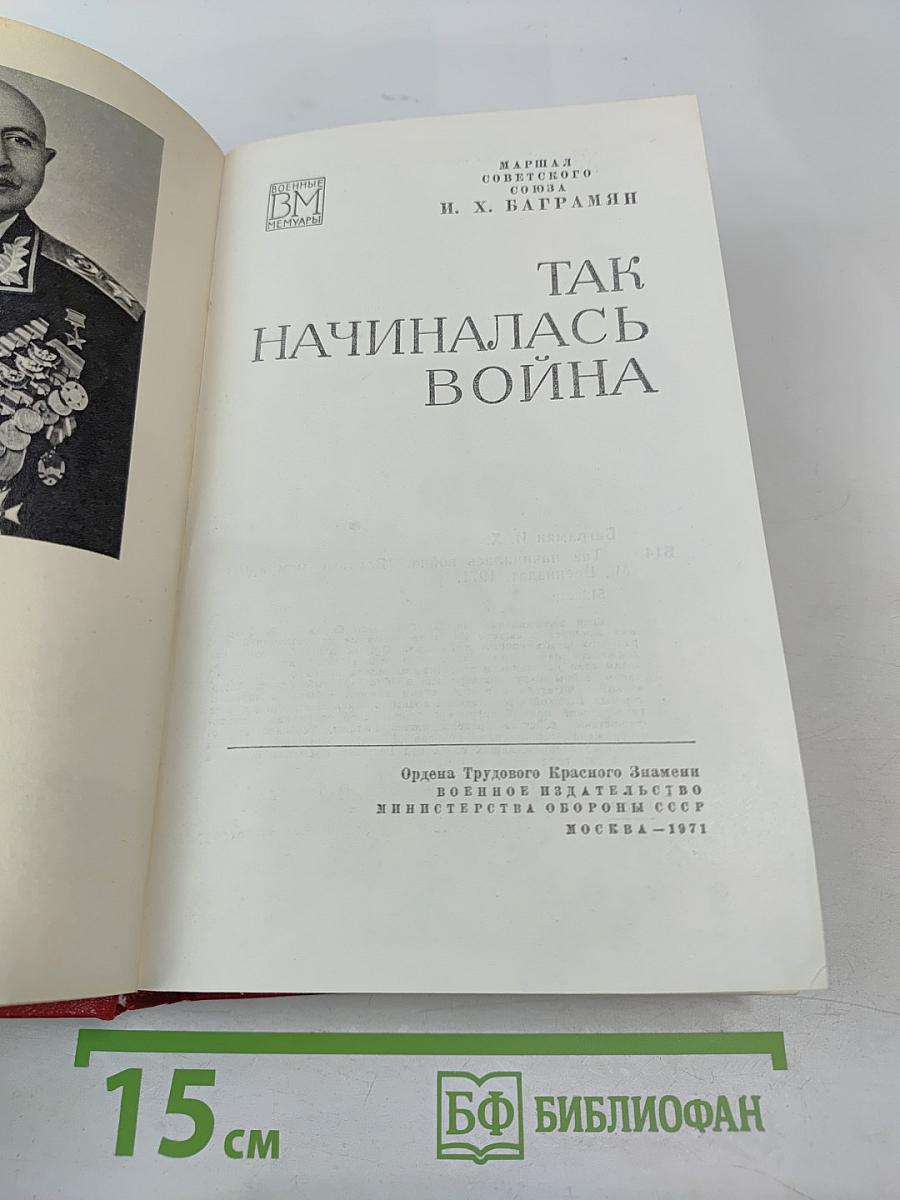 ВОЕННЫЕ
ВМ
МЕМУАРЫ
МАРШАЛ
СОВЕТСКОГО
СОЮЗА
И. Х. БАГРАМЯН
ТАК
НАЧИНАЛАСЬ
ВОЙНА
Ордена Трудового Красного Знамени
ВОЕННОЕ ИЗДАТЕЛЬСТВО
МИНИСТЕРСТВА ОБОРОНЫ СССР
МОСКВА — 1971
15 см
БФ БИБЛИОФАН